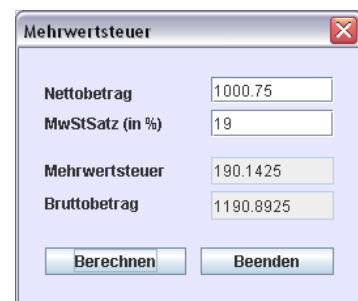 Mehrwertsteuer
Nettobetrag 1000.75
MwStSatz (in %) 19
Mehrwertsteuer 190.1425
Bruttobetrag 1190.8925
Berechnen Beenden